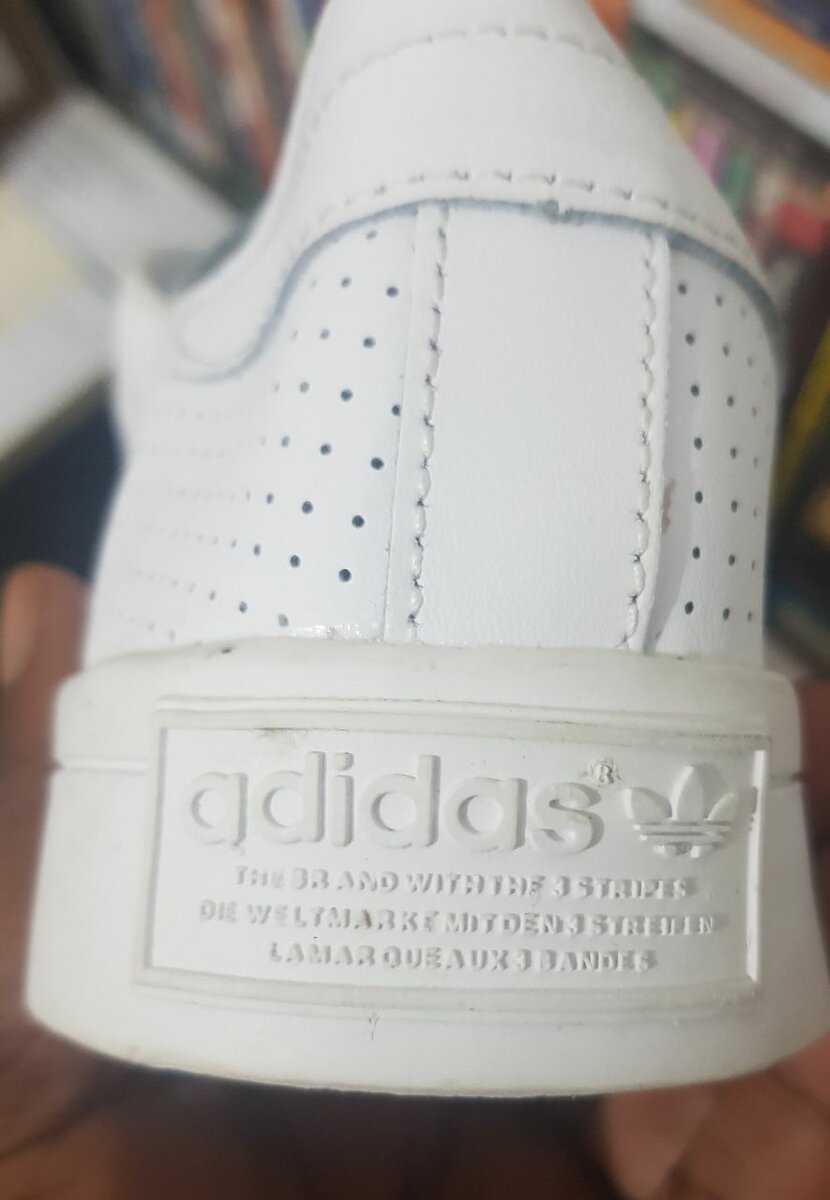 adidas®
THE BRAND WITH THE 3 STRIPES
DIE WELTMARKE MIT DEN 3 STREIFEN
LA MARQUE AUX 3 BANDES